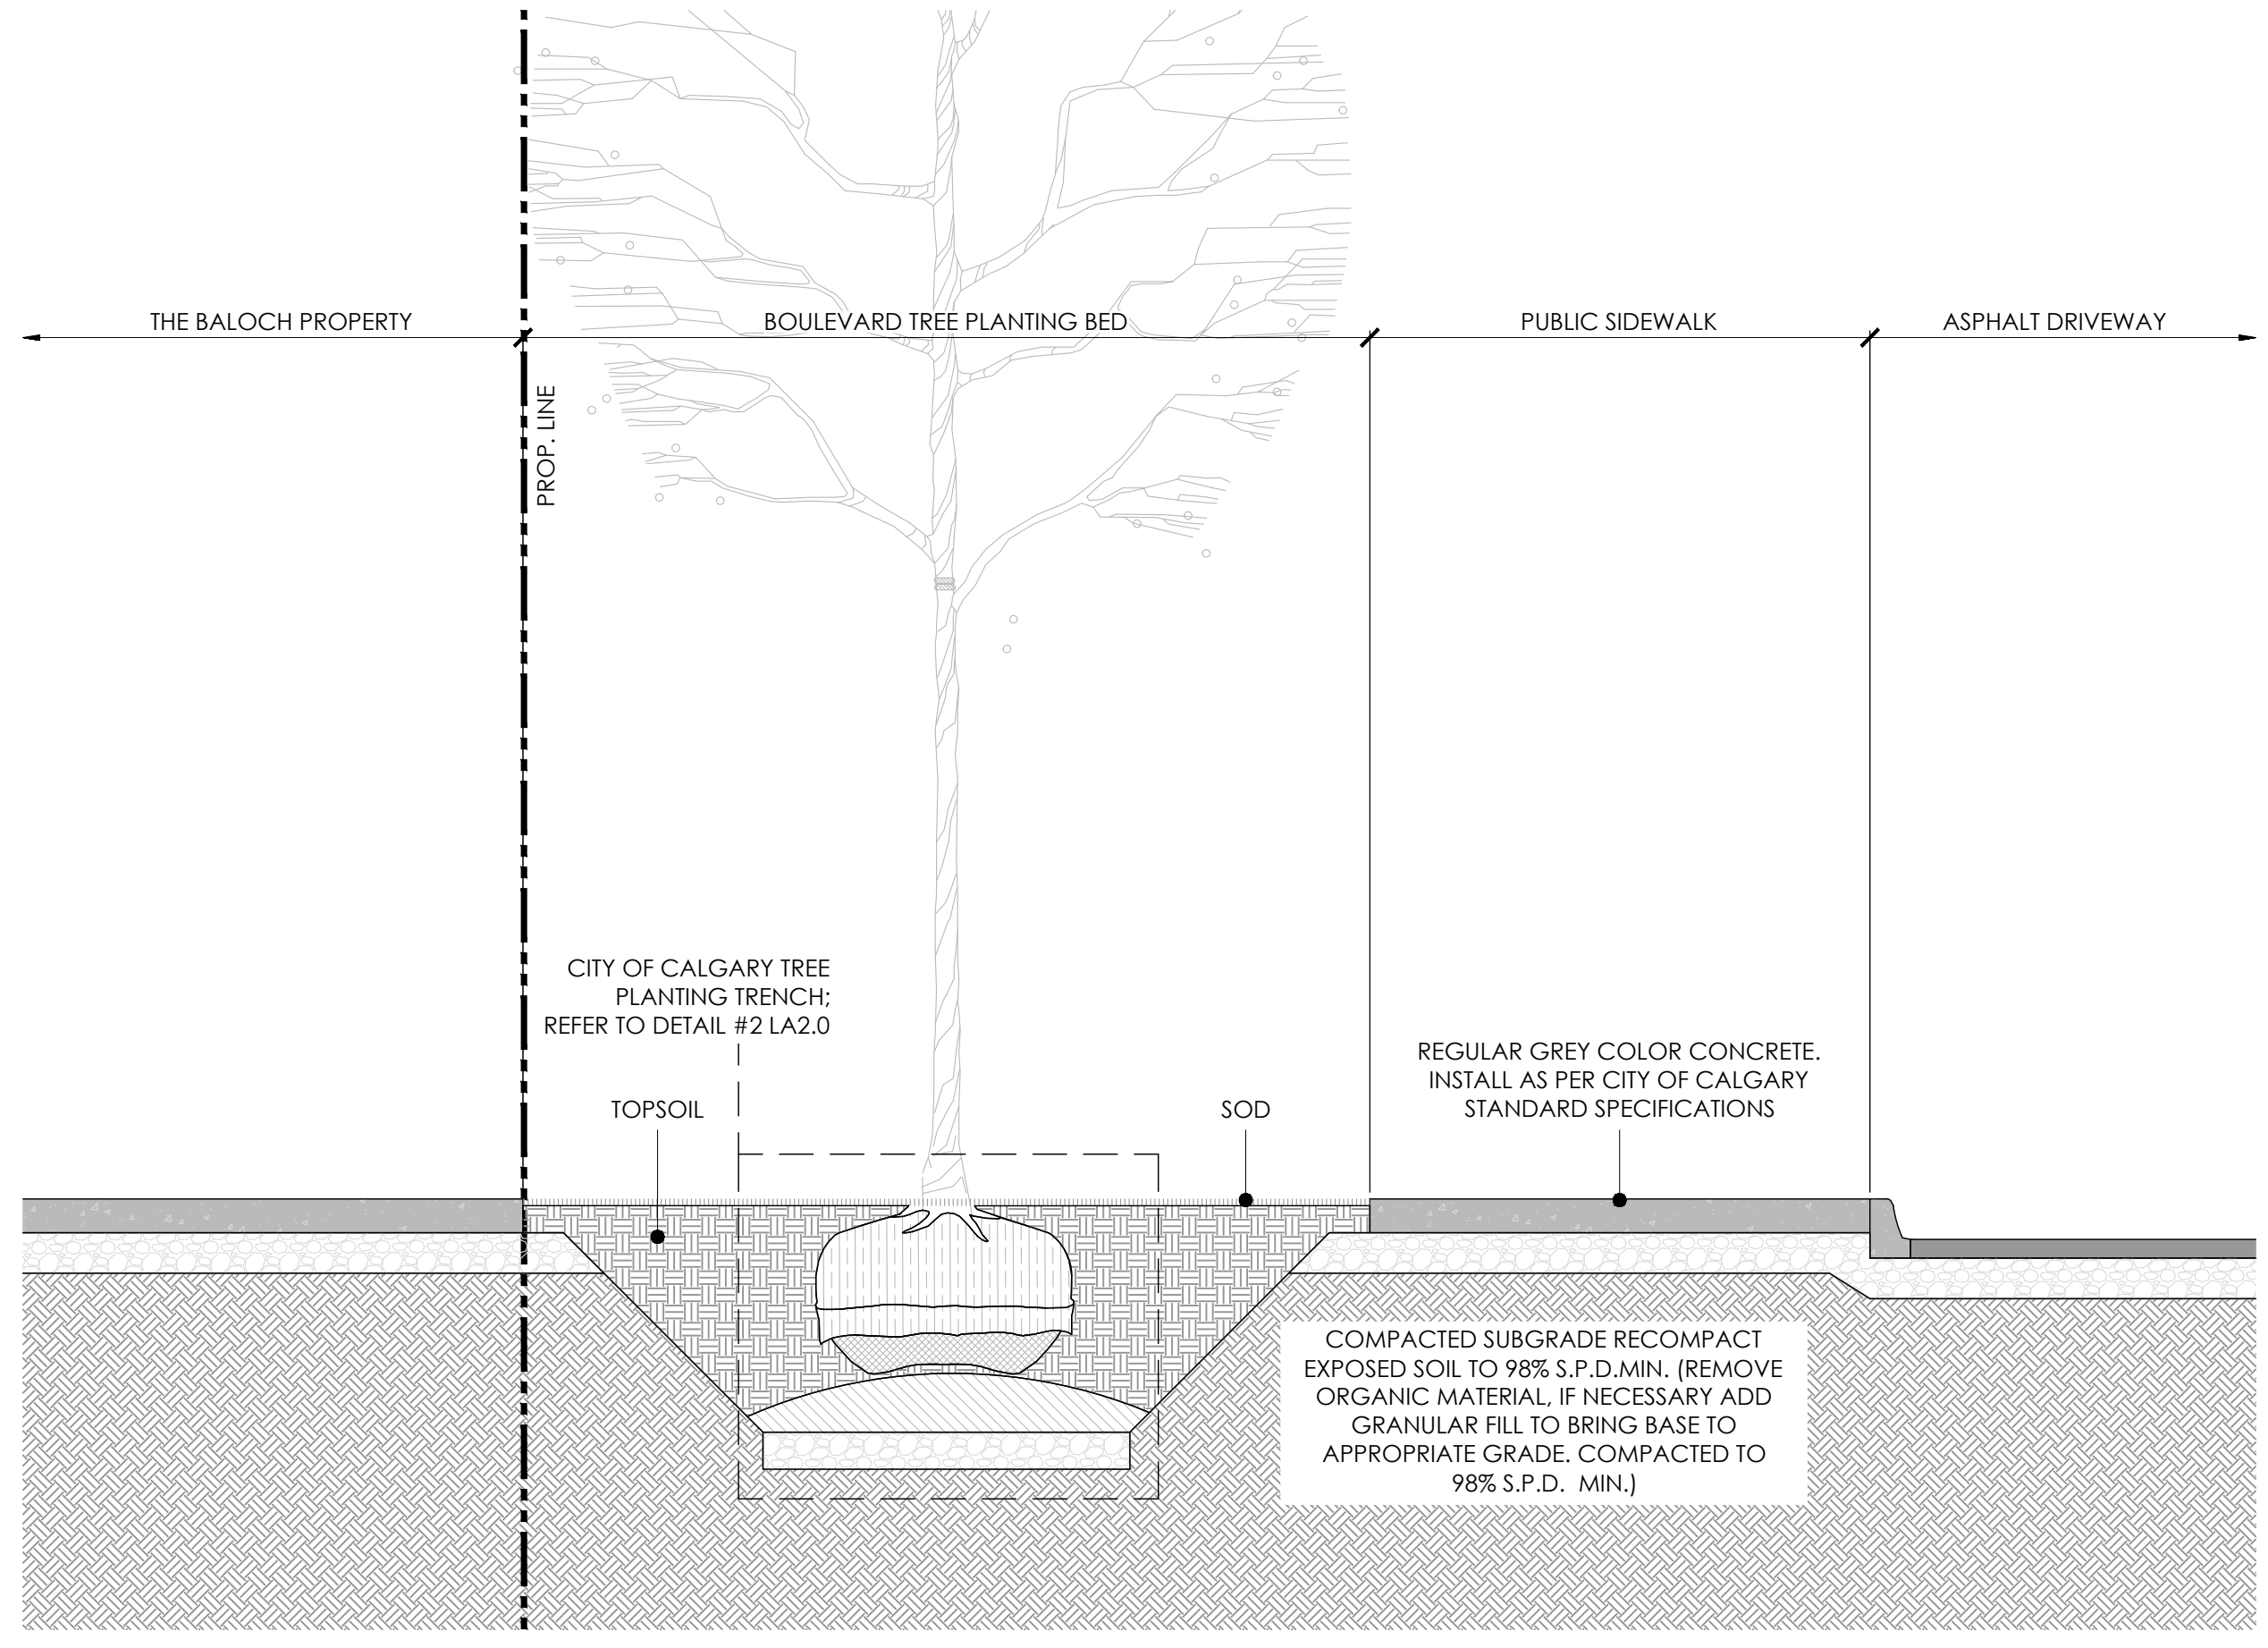 THE BALOCH PROPERTY
BOULEVARD TREE PLANTING BED
PUBLIC SIDEWALK
ASPHALT DRIVEWAY
PROP. LINE
CITY OF CALGARY TREE
PLANTING TRENCH;
REFER TO DETAIL #2 LA2.0
TOPSOIL
SOD
REGULAR GREY COLOR CONCRETE.
INSTALL AS PER CITY OF CALGARY
STANDARD SPECIFICATIONS
COMPACTED SUBGRADE RECOMPACT
EXPOSED SOIL TO 98% S.P.D.MIN. (REMOVE
ORGANIC MATERIAL, IF NECESSARY ADD
GRANULAR FILL TO BRING BASE TO
APPROPRIATE GRADE. COMPACTED TO
98% S.P.D.  MIN.)